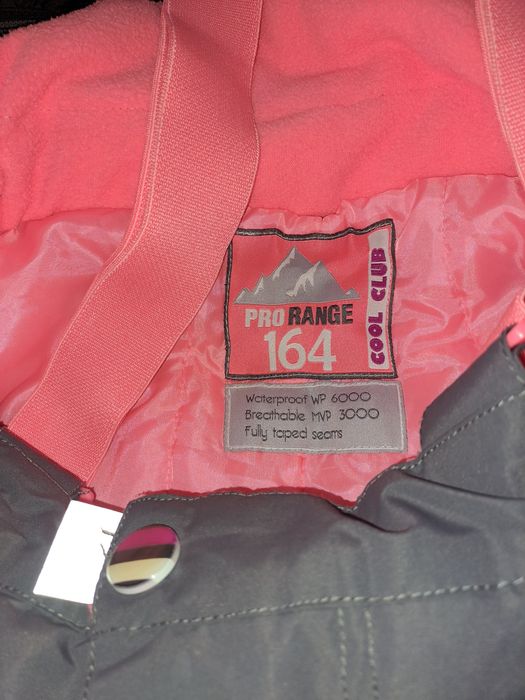 PRO RANGE
164
COOL CLUB
Waterproof WP 6000
Breathable MVP 3000
Fully taped seams